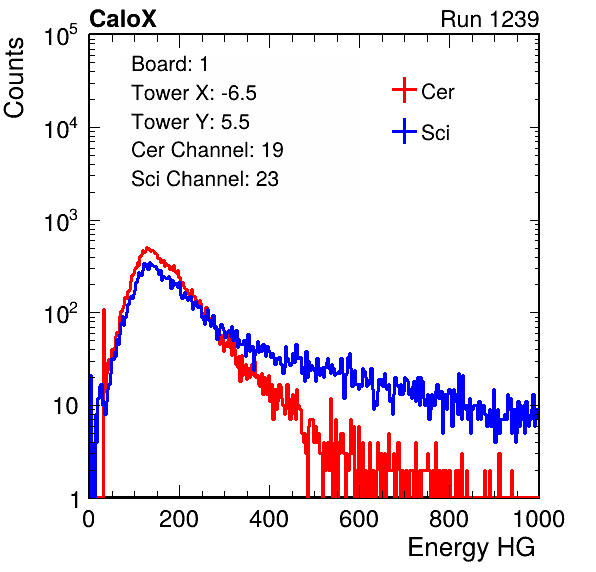 CaloX Run 1239
Counts
10^5
10^4
10^3
10^2
10
1
Board: 1
Tower X: -6.5
Tower Y: 5.5
Cer Channel: 19
Sci Channel: 23
Cer
Sci
0 200 400 600 800 1000
Energy HG